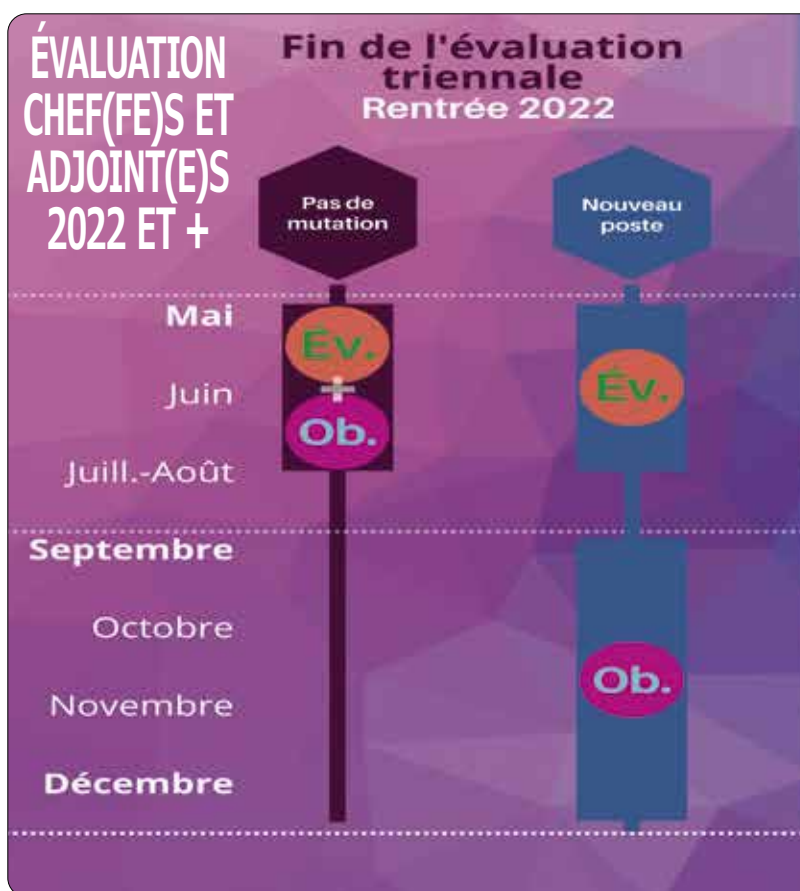 ÉVALUATION
CHEF(FE)S ET
ADJOINT(E)S
2022 ET +
Fin de l'évaluation
triennale
Rentrée 2022
Pas de
mutation
Nouveau
poste
Mai
Év.
+
Ob.
Juin
Év.
Juill.-Août
Septembre
Octobre
Ob.
Novembre
Décembre